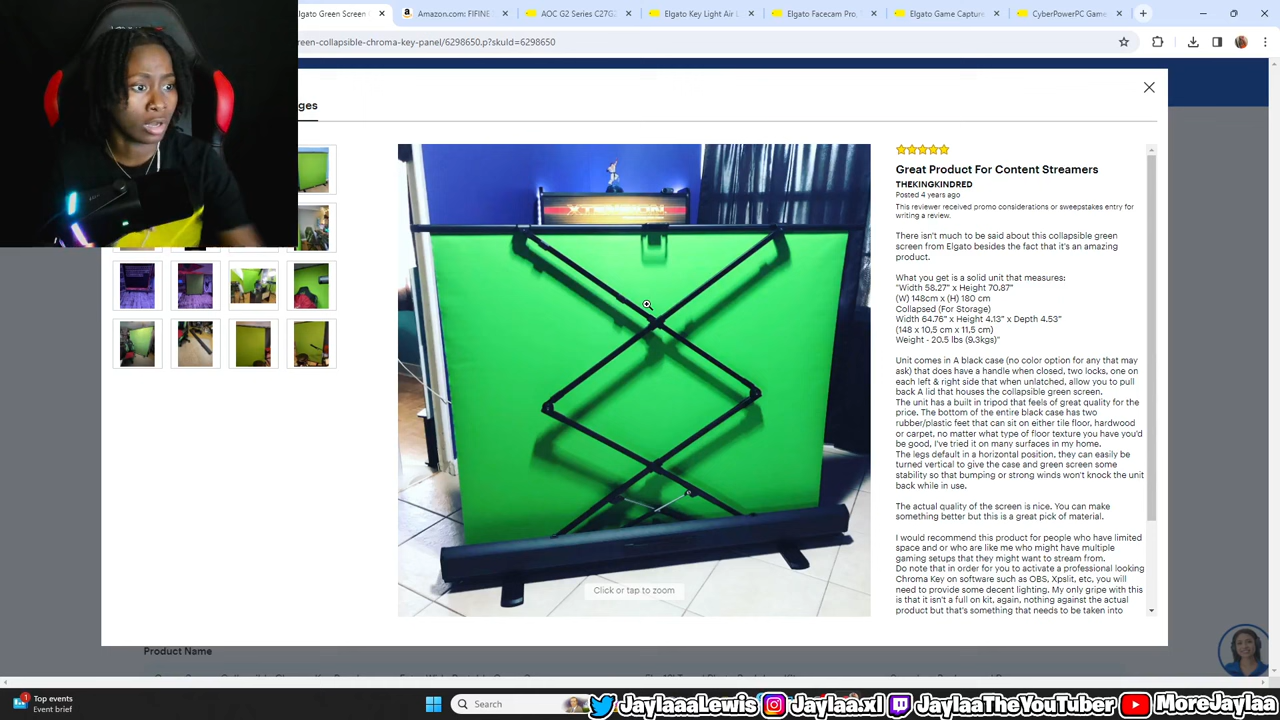 lgato Green Screen
Amazon.com: REFINE
AOC G2 Series C27G
Elgato Key Light A
Elgato Stream Pro
Elgato Game Captur
CyberPowerPC Game
reen-collapsible-chroma-key-panel/6298650.p?skuId=6298650
ges
Great Product For Content Streamers
THEKINGKINDRED
Posted 4 years ago
This reviewer received promo considerations or sweepstakes entry for
writing a review.
There isn't much to be said about this collapsible green
screen from Elgato besides the fact that it's an amazing
product.
What you get is a solid unit that measures:
"Width 58.27" x Height 70.87"
(W) 148cm x (H) 180 cm
Collapsed (For Storage)
Width 64.76" x Height 4.13" x Depth 4.53"
(148 x 10,5 cm x 11.5 cm)
Weight - 20.5 lbs (9.3kgs)"
Unit comes in A black case (no color option for any that may
ask) that does have a handle when closed, two locks, one on
each left & right side that when unlatched, allow you to pull
back A lid that houses the collapsible green screen.
The unit has a built in tripod that feels of great quality for the
price. The bottom of the entire black case has two
rubber/plastic feet that can sit on either tile floor, hardwood
or carpet, no matter what type of floor texture you have you'd
be good, I've tried it on many surfaces in my home.
The legs default in a horizontal position, they can easily be
turned vertical to give the case and green screen some
stability so that bumping or strong winds won't knock the unit
back while in use.
The actual quality of the screen is nice. You can make
something better but this is a great pick of material.
I would recommend this product for people who have limited
space and or who are like me who might have multiple
gaming setups that they might want to stream from.
Do note that in order for you to activate a professional looking
Chroma Key on software such as OBS, Xpslit, etc, you will
need to provide some decent lighting. My only gripe with this
is that it isn't a full on kit, again, nothing against the actual
product but that's something that needs to be taken into
Click or tap to zoom
Product Name
1
Top events
Event brief
Search
JaylaaaLewis
Jaylaa.xl
JaylaaTheYouTuber
MoreJaylaa